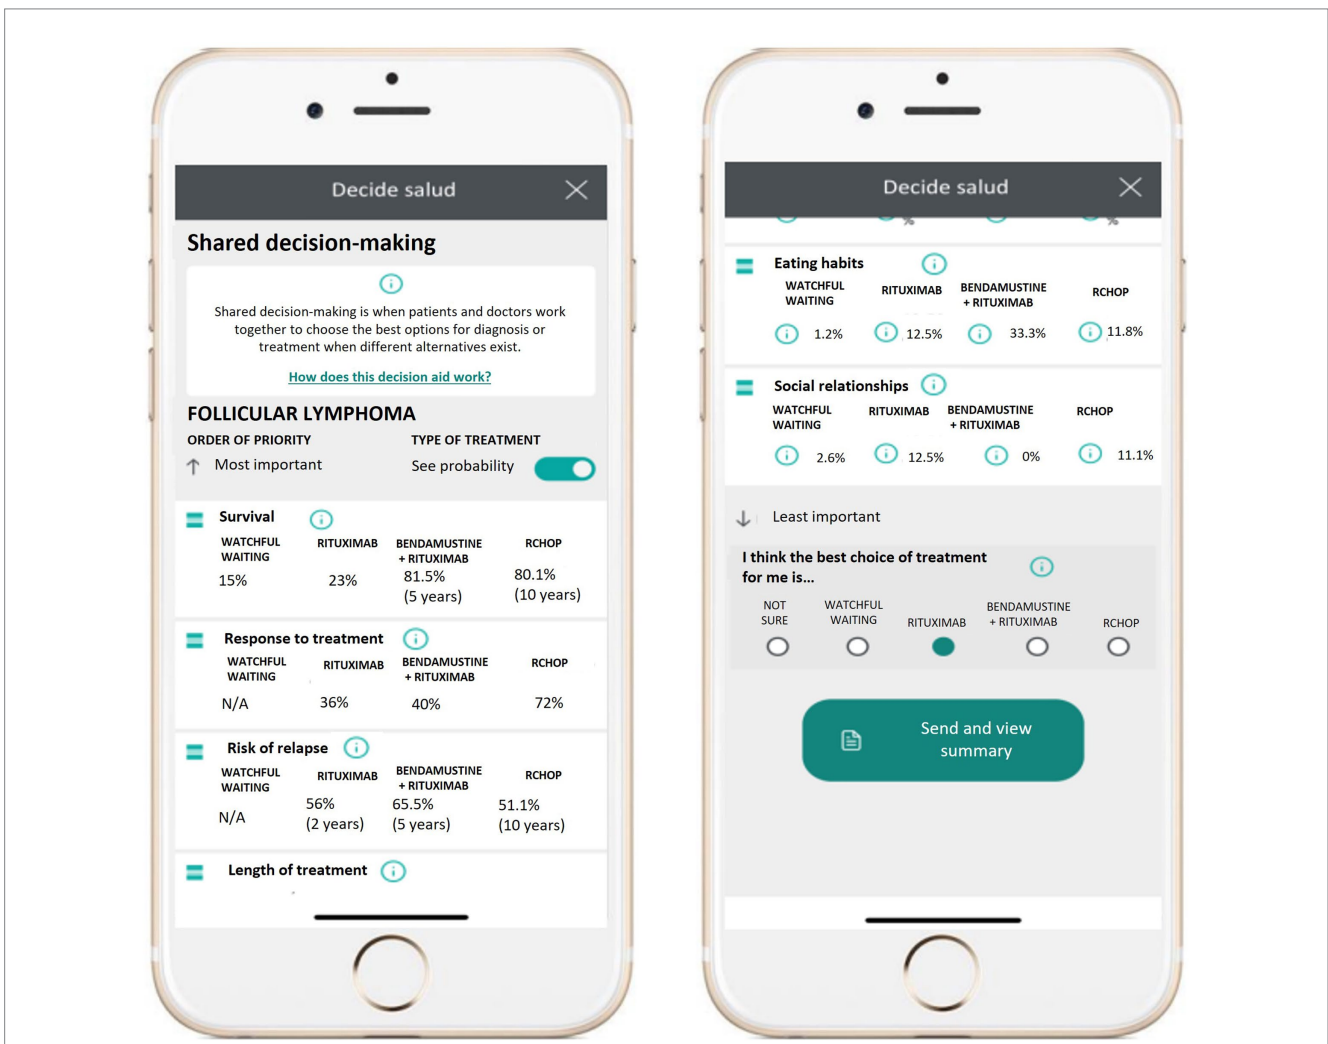 Decide salud
Shared decision-making
Shared decision-making is when patients and doctors work
together to choose the best options for diagnosis or
treatment when different alternatives exist.
How does this decision aid work?
FOLLICULAR LYMPHOMA
ORDER OF PRIORITY TYPE OF TREATMENT
Most important See probability
Survival
WATCHFUL WAITING RITUXIMAB BENDAMUSTINE + RITUXIMAB RCHOP
15% 23% 81.5% (5 years) 80.1% (10 years)
Response to treatment
WATCHFUL WAITING RITUXIMAB BENDAMUSTINE + RITUXIMAB RCHOP
N/A 36% 40% 72%
Risk of relapse
WATCHFUL WAITING RITUXIMAB BENDAMUSTINE + RITUXIMAB RCHOP
N/A 56% (2 years) 65.5% (5 years) 51.1% (10 years)
Length of treatment
Decide salud
% %
Eating habits
WATCHFUL WAITING RITUXIMAB BENDAMUSTINE + RITUXIMAB RCHOP
1.2% 12.5% 33.3% 11.8%
Social relationships
WATCHFUL WAITING RITUXIMAB BENDAMUSTINE + RITUXIMAB RCHOP
2.6% 12.5% 0% 11.1%
Least important
I think the best choice of treatment
for me is...
NOT SURE WATCHFUL WAITING RITUXIMAB BENDAMUSTINE + RITUXIMAB RCHOP
Send and view
summary